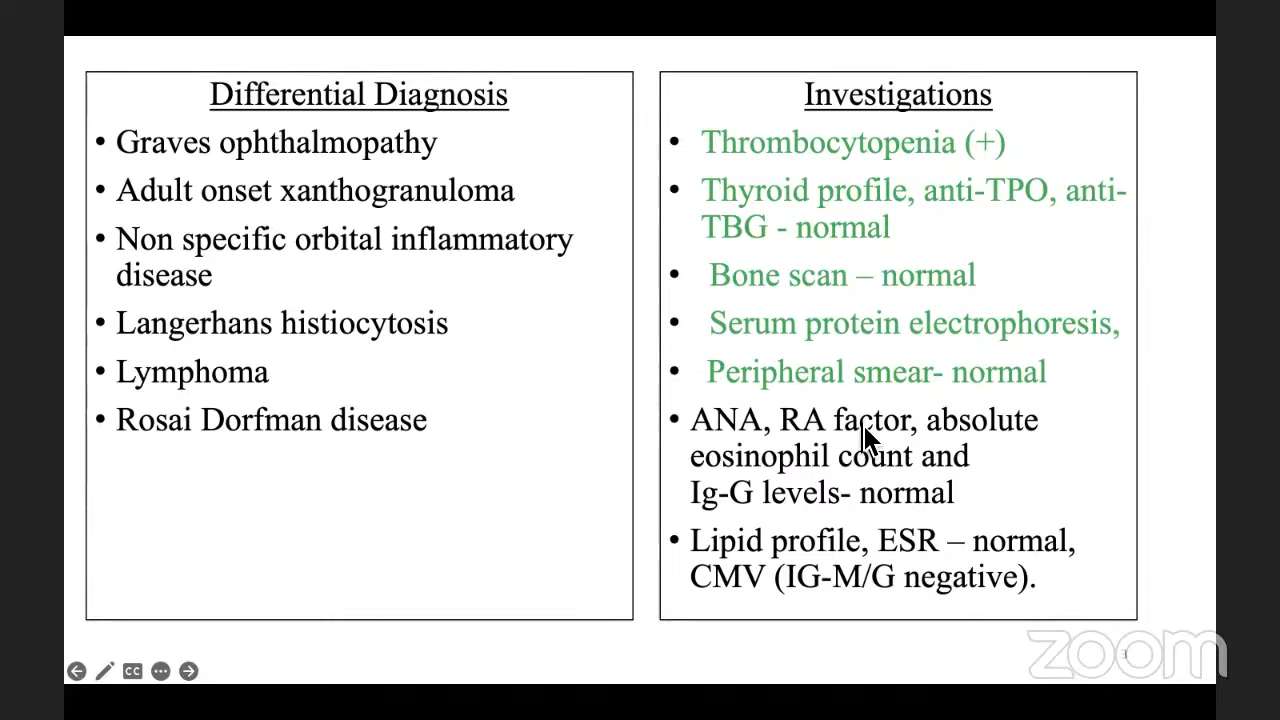 Differential Diagnosis
• Graves ophthalmopathy
• Adult onset xanthogranuloma
• Non specific orbital inflammatory
disease
• Langerhans histiocytosis
• Lymphoma
• Rosai Dorfman disease
Investigations
• Thrombocytopenia (+)
• Thyroid profile, anti-TPO, anti-
TBG - normal
• Bone scan – normal
• Serum protein electrophoresis,
• Peripheral smear- normal
• ANA, RA factor, absolute
eosinophil count and
Ig-G levels- normal
• Lipid profile, ESR – normal,
CMV (IG-M/G negative).
CC
3
zoom